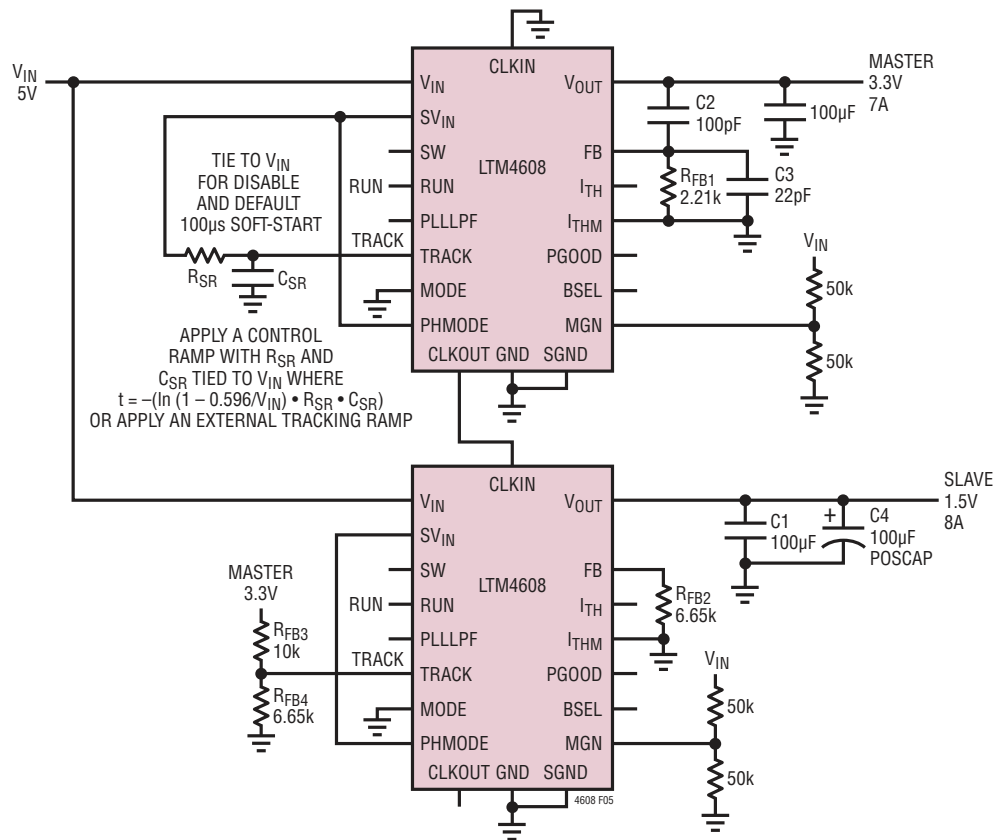 CLKIN
V_IN
5V
V_IN
V_OUT
MASTER
3.3V
7A
SV_IN
C2
100pF
100µF
SW
LTM4608
FB
TIE TO V_IN
FOR DISABLE
AND DEFAULT
100µs SOFT-START
RUN
RUN
I_TH
R_FB1
2.21k
C3
22pF
PLLLPF
I_THM
TRACK
TRACK
PGOOD
V_IN
R_SR
C_SR
MODE
BSEL
50k
PHMODE
MGN
50k
CLKOUT GND SGND
APPLY A CONTROL
RAMP WITH R_SR AND
C_SR TIED TO V_IN WHERE
t = –(ln (1 – 0.596/V_IN) • R_SR • C_SR)
OR APPLY AN EXTERNAL TRACKING RAMP
CLKIN
V_IN
V_OUT
SLAVE
1.5V
8A
SV_IN
C1
100µF
+
C4
100µF
POSCAP
SW
LTM4608
FB
MASTER
3.3V
RUN
RUN
I_TH
R_FB2
6.65k
R_FB3
10k
PLLLPF
I_THM
TRACK
TRACK
PGOOD
V_IN
R_FB4
6.65k
MODE
BSEL
50k
PHMODE
MGN
50k
CLKOUT GND SGND
4608 F05